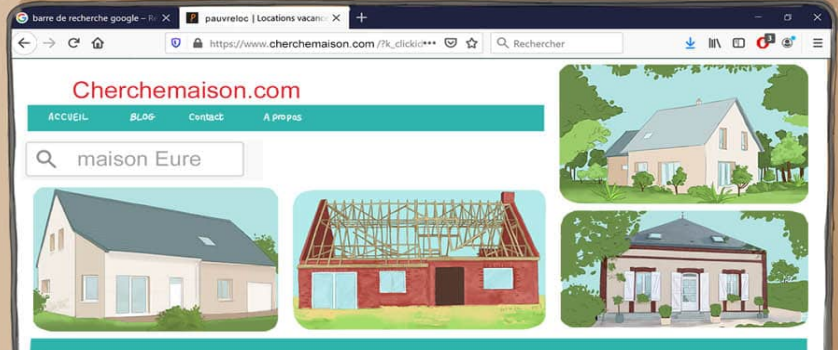 barre de recherche google – R
pauvreloc | Locations vacanc
https://www.cherchemaison.com /?k_clickid•••
Rechercher
3
Cherchemaison.com
ACCUEIL BLOG Contact A propos
maison Eure